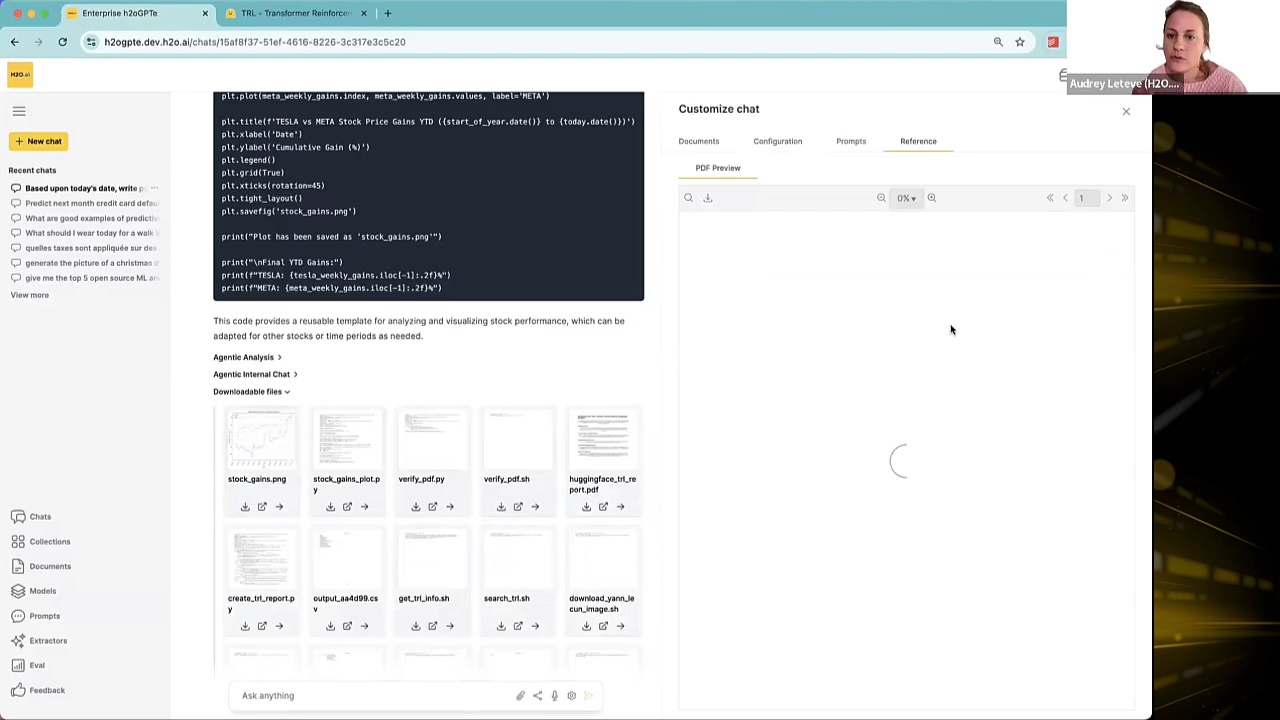 Enterprise h2oGPTe
TRL - Transformer Reinforcem
h2ogpte.dev.h2o.ai/chats/15af8f37-51ef-4616-8226-3c317e3c5c20
Audrey Leteve (H2O....
H2O.ai
New chat
Recent chats
Based upon today's date, write
Predict next month credit card
What are good examples of
What should I wear today for a walk
quelles taxes sont appliquée sur
generate the picture of a christmas
give me the top 5 open source ML
View more
Chats
Collections
Documents
Models
Prompts
Extractors
Eval
Feedback
plt.plot(meta_weekly_gains.index, meta_weekly_gains.values, label='META')
plt.title(f'TESLA vs META Stock Price Gains YTD ({start_of_year.date()} to {today.date()})')
plt.xlabel('Date')
plt.ylabel('Cumulative Gain (%)')
plt.legend()
plt.grid(True)
plt.xticks(rotation=45)
plt.tight_layout()
plt.savefig('stock_gains.png')
print("Plot has been saved as 'stock_gains.png'")
print("\nFinal YTD Gains:")
print(f"TESLA: {tesla_weekly_gains.iloc[-1]:.2f}%")
print(f"META: {meta_weekly_gains.iloc[-1]:.2f}%")
This code provides a reusable template for analyzing and visualizing stock performance, which can be
adapted for other stocks or time periods as needed.
Agentic Analysis
Agentic Internal Chat
Downloadable files
stock_gains.png
stock_gains_plot.p
y
verify_pdf.py
verify_pdf.sh
huggingface_trl_re
port.pdf
create_trl_report.p
y
output_aa4d99.cs
v
get_trl_info.sh
search_trl.sh
download_yann_le
cun_image.sh
Ask anything
Customize chat
Documents
Configuration
Prompts
Reference
PDF Preview
0%
1